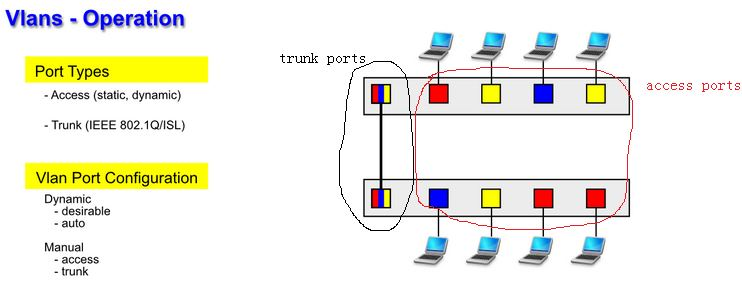 Vlans - Operation
trunk ports
Port Types
access ports
- Access (static, dynamic)
- Trunk (IEEE 802.1Q/ISL)
Vlan Port Configuration
Dynamic
- desirable
- auto
Manual
- access
- trunk